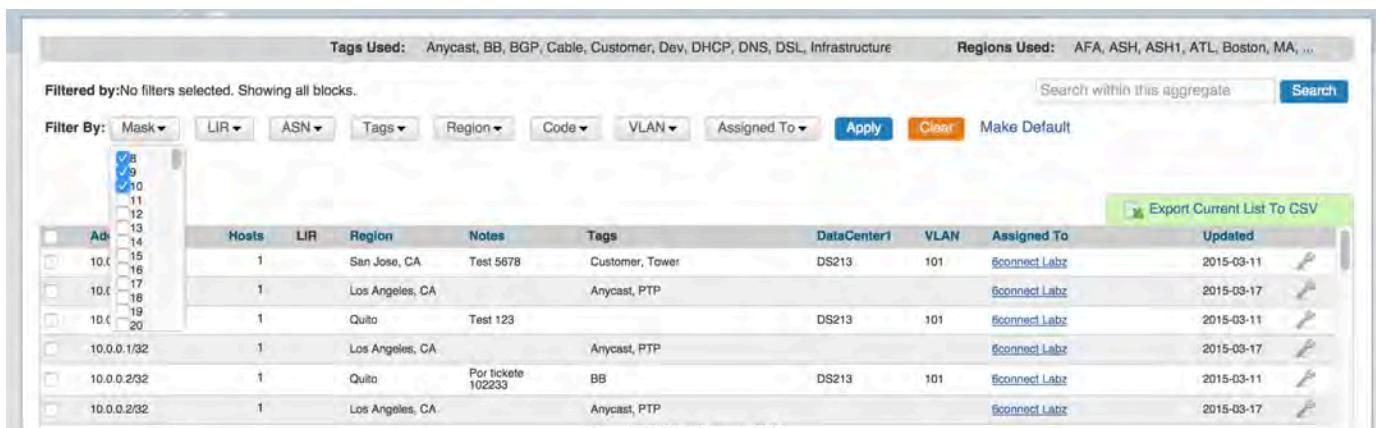 Tags Used: Anycast, BB, BGP, Cable, Customer, Dev, DHCP, DNS, DSL, Infrastructure Regions Used: AFA, ASH, ASH1, ATL, Boston, MA, ...
Filtered by:No filters selected. Showing all blocks.
Search within this aggregate Search
Filter By: Mask LIR ASN Tags Region Code VLAN Assigned To Apply Clear Make Default
8
9
10
11
12
13
14
15
16
17
18
19
20
Export Current List To CSV
Hosts LIR Region Notes Tags DataCenter1 VLAN Assigned To Updated
1 San Jose, CA Test 5678 Customer, Tower DS213 101 6connect Labz 2015-03-11
1 Los Angeles, CA Anycast, PTP 6connect Labz 2015-03-17
1 Quito Test 123 DS213 101 6connect Labz 2015-03-11
10.0.0.1/32 1 Los Angeles, CA Anycast, PTP 6connect Labz 2015-03-17
10.0.0.2/32 1 Quito Por tickete 102233 BB DS213 101 6connect Labz 2015-03-11
10.0.0.2/32 1 Los Angeles, CA Anycast, PTP 6connect Labz 2015-03-17